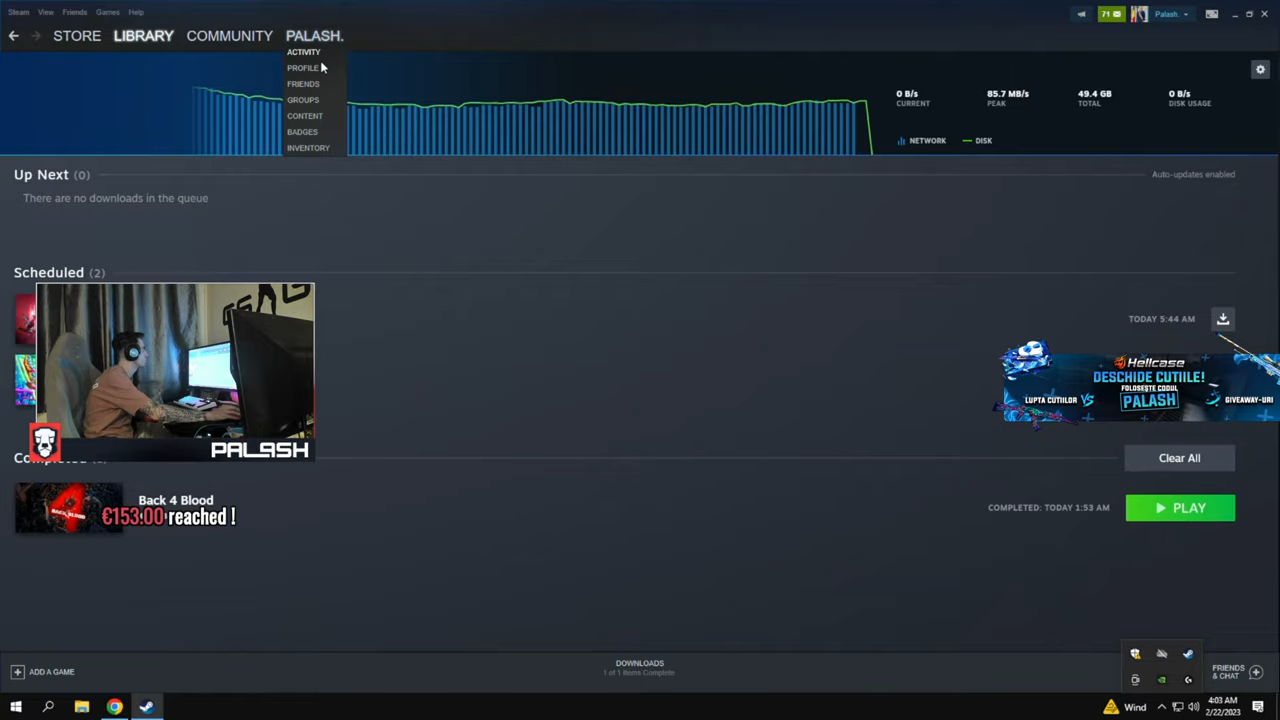 Steam View Friends Games Help
71
Palash.
STORE LIBRARY COMMUNITY PALASH.
ACTIVITY
PROFILE
FRIENDS
GROUPS
CONTENT
BADGES
INVENTORY
0 B/s
CURRENT
85.7 MB/s
PEAK
49.4 GB
TOTAL
0 B/s
DISK USAGE
NETWORK
DISK
Up Next (0)
Auto-updates enabled
There are no downloads in the queue
Scheduled (2)
TODAY 5:44 AM
Hellcase
DESCHIDE CUTIILE!
FOLOSEȘTE CODUL
LUPTA CUTIILOR VS PALASH GIVEAWAY-URI
PALASH
Clear All
Back 4 Blood
€153.00 reached !
COMPLETED: TODAY 1:53 AM
PLAY
ADD A GAME
DOWNLOADS
1 of 1 Items Complete
FRIENDS
& CHAT
Wind
4:03 AM
2/22/2023